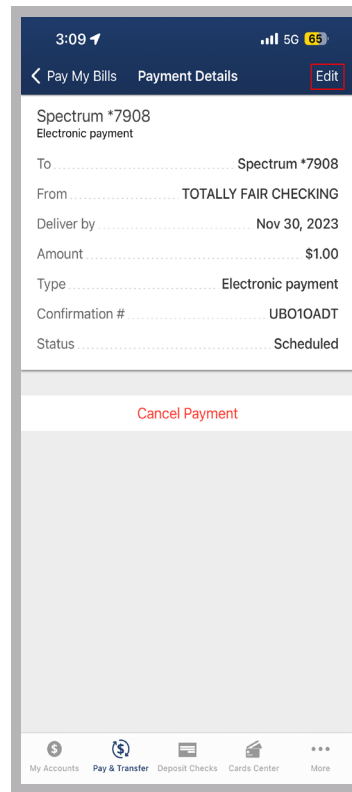 3:09 5G 65
Pay My Bills Payment Details Edit
Spectrum *7908
Electronic payment
To Spectrum *7908
From TOTALLY FAIR CHECKING
Deliver by Nov 30, 2023
Amount $1.00
Type Electronic payment
Confirmation # UBO1OADT
Status Scheduled
Cancel Payment
My Accounts Pay & Transfer Deposit Checks Cards Center More